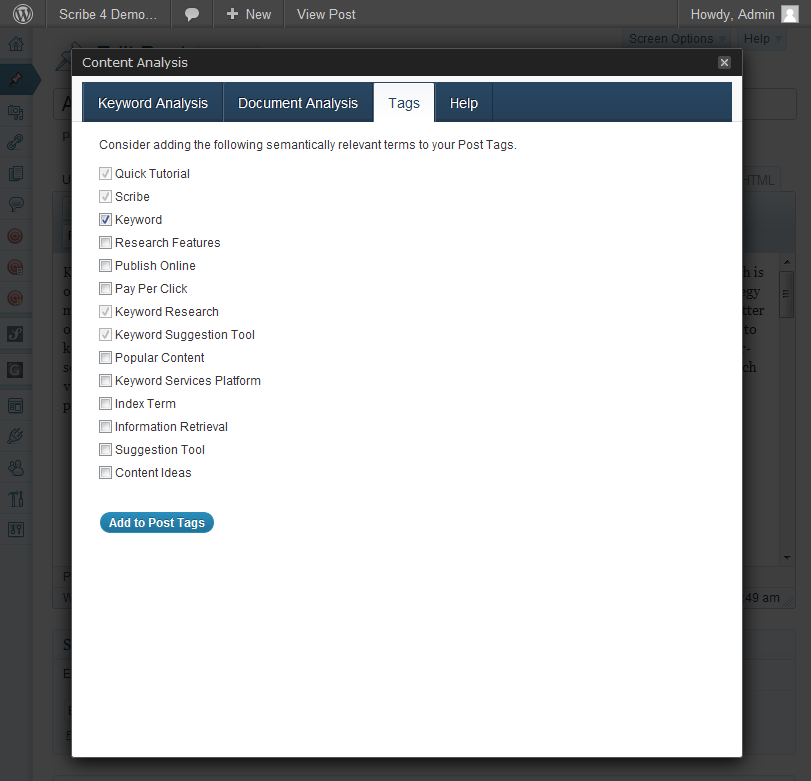 Scribe 4 Demo... New View Post Howdy, Admin
Screen Options Help
Content Analysis
Keyword Analysis Document Analysis Tags Help
Consider adding the following semantically relevant terms to your Post Tags.
Quick Tutorial
Scribe
Keyword
Research Features
Publish Online
Pay Per Click
Keyword Research
Keyword Suggestion Tool
Popular Content
Keyword Services Platform
Index Term
Information Retrieval
Suggestion Tool
Content Ideas
Add to Post Tags
HTML
49 am